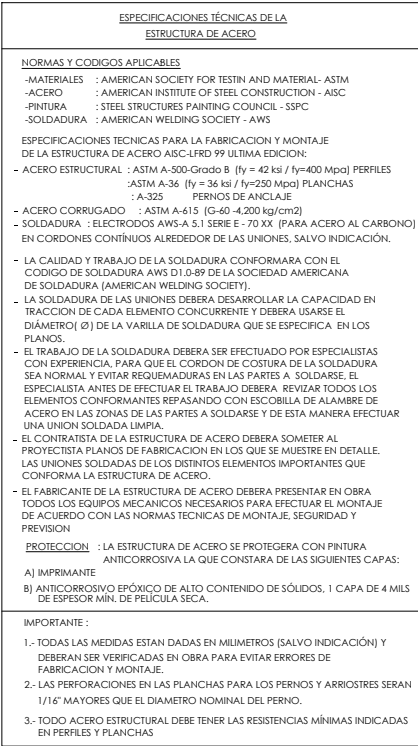 ESPECIFICACIONES TÉCNICAS DE LA
ESTRUCTURA DE ACERO
NORMAS Y CODIGOS APLICABLES
-MATERIALES : AMERICAN SOCIETY FOR TESTIN AND MATERIAL- ASTM
-ACERO : AMERICAN INSTITUTE OF STEEL CONSTRUCTION - AISC
-PINTURA : STEEL STRUCTURES PAINTING COUNCIL - SSPC
-SOLDADURA : AMERICAN WELDING SOCIETY - AWS
ESPECIFICACIONES TECNICAS PARA LA FABRICACION Y MONTAJE
DE LA ESTRUCTURA DE ACERO AISC-LFRD 99 ULTIMA EDICION:
- ACERO ESTRUCTURAL : ASTM A-500-Grado B (fy = 42 ksi / fy=400 Mpa) PERFILES
:ASTM A-36 (fy = 36 ksi / fy=250 Mpa) PLANCHAS
: A-325 PERNOS DE ANCLAJE
- ACERO CORRUGADO : ASTM A-615 (G-60 -4,200 kg/cm2)
- SOLDADURA : ELECTRODOS AWS-A 5.1 SERIE E - 70 XX (PARA ACERO AL CARBONO)
EN CORDONES CONTÍNUOS ALREDEDOR DE LAS UNIONES, SALVO INDICACIÓN.
- LA CALIDAD Y TRABAJO DE LA SOLDADURA CONFORMARA CON EL
CODIGO DE SOLDADURA AWS D1.0-89 DE LA SOCIEDAD AMERICANA
DE SOLDADURA (AMERICAN WELDING SOCIETY).
- LA SOLDADURA DE LAS UNIONES DEBERA DESARROLLAR LA CAPACIDAD EN
TRACCION DE CADA ELEMENTO CONCURRENTE Y DEBERA USARSE EL
DIÁMETRO( Ø ) DE LA VARILLA DE SOLDADURA QUE SE ESPECIFICA EN LOS
PLANOS.
- EL TRABAJO DE LA SOLDADURA DEBERA SER EFECTUADO POR ESPECIALISTAS
CON EXPERIENCIA, PARA QUE EL CORDON DE COSTURA DE LA SOLDADURA
SEA NORMAL Y EVITAR REQUEMADURAS EN LAS PARTES A SOLDARSE, EL
ESPECIALISTA ANTES DE EFECTUAR EL TRABAJO DEBERA REVIZAR TODOS LOS
ELEMENTOS CONFORMANTES REPASANDO CON ESCOBILLA DE ALAMBRE DE
ACERO EN LAS ZONAS DE LAS PARTES A SOLDARSE Y DE ESTA MANERA EFECTUAR
UNA UNION SOLDADA LIMPIA.
- EL CONTRATISTA DE LA ESTRUCTURA DE ACERO DEBERA SOMETER AL
PROYECTISTA PLANOS DE FABRICACION EN LOS QUE SE MUESTRE EN DETALLE.
LAS UNIONES SOLDADAS DE LOS DISTINTOS ELEMENTOS IMPORTANTES QUE
CONFORMA LA ESTRUCTURA DE ACERO.
- EL FABRICANTE DE LA ESTRUCTURA DE ACERO DEBERA PRESENTAR EN OBRA
TODOS LOS EQUIPOS MECANICOS NECESARIOS PARA EFECTUAR EL MONTAJE
DE ACUERDO CON LAS NORMAS TECNICAS DE MONTAJE, SEGURIDAD Y
PREVISION
PROTECCION : LA ESTRUCTURA DE ACERO SE PROTEGERA CON PINTURA
ANTICORROSIVA LA QUE CONSTARA DE LAS SIGUIENTES CAPAS:
A) IMPRIMANTE
B) ANTICORROSIVO EPÓXICO DE ALTO CONTENIDO DE SÓLIDOS, 1 CAPA DE 4 MILS
DE ESPESOR MÍN. DE PELÍCULA SECA.
IMPORTANTE :
1.- TODAS LAS MEDIDAS ESTAN DADAS EN MILIMETROS (SALVO INDICACIÓN) Y
DEBERAN SER VERIFICADAS EN OBRA PARA EVITAR ERRORES DE
FABRICACION Y MONTAJE.
2.- LAS PERFORACIONES EN LAS PLANCHAS PARA LOS PERNOS Y ARRIOSTRES SERAN
1/16" MAYORES QUE EL DIAMETRO NOMINAL DEL PERNO.
3.- TODO ACERO ESTRUCTURAL DEBE TENER LAS RESISTENCIAS MÍNIMAS INDICADAS
EN PERFILES Y PLANCHAS